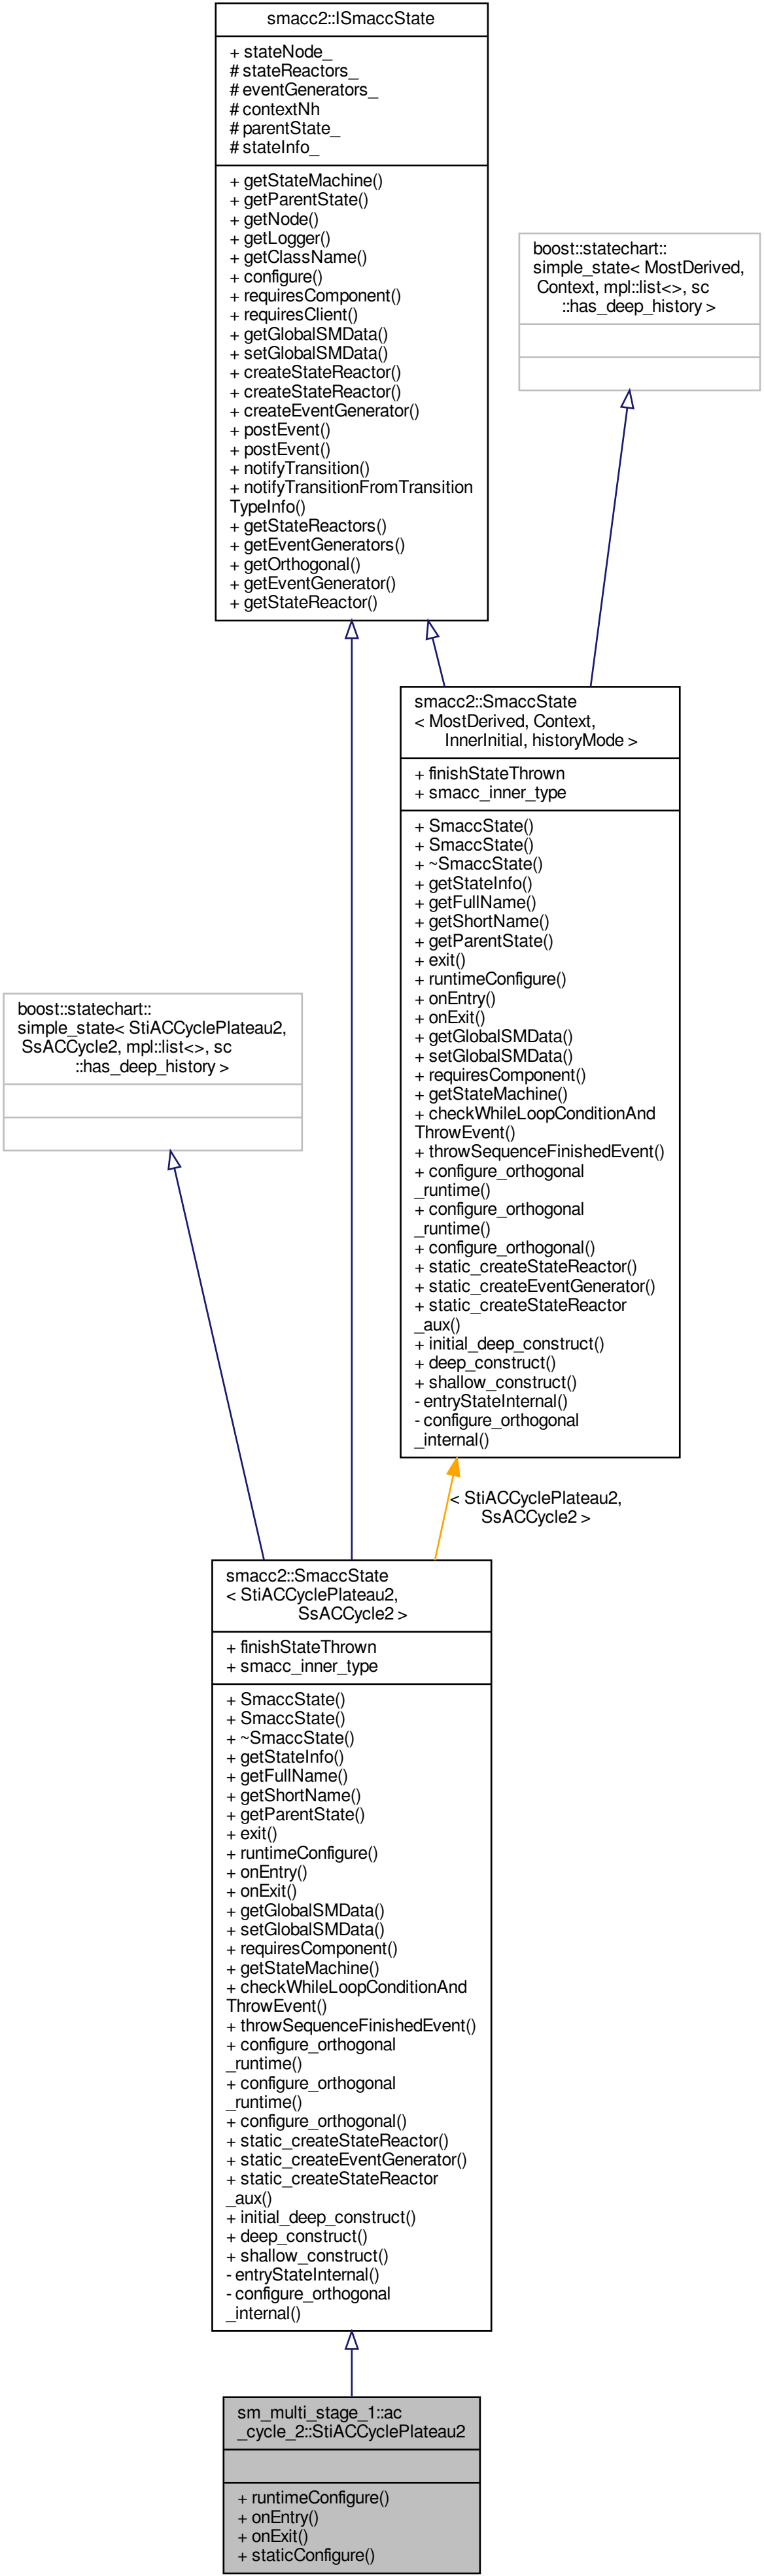 smacc2::ISmaccState
+ stateNode_
# stateReactors_
# eventGenerators_
# contextNh
# parentState_
# stateInfo_
+ getStateMachine()
+ getParentState()
+ getNode()
+ getLogger()
+ getClassName()
+ configure()
+ requiresComponent()
+ requiresClient()
+ getGlobalSMData()
+ setGlobalSMData()
+ createStateReactor()
+ createStateReactor()
+ createEventGenerator()
+ postEvent()
+ postEvent()
+ notifyTransition()
+ notifyTransitionFromTransition
TypeInfo()
+ getStateReactors()
+ getEventGenerators()
+ getOrthogonal()
+ getEventGenerator()
+ getStateReactor()
boost::statechart::
simple_state< MostDerived,
Context, mpl::list<>, sc
::has_deep_history >
smacc2::SmaccState
< MostDerived, Context,
InnerInitial, historyMode >
+ finishStateThrown
+ smacc_inner_type
+ SmaccState()
+ SmaccState()
+ ~SmaccState()
+ getStateInfo()
+ getFullName()
+ getShortName()
+ getParentState()
+ exit()
+ runtimeConfigure()
+ onEntry()
+ onExit()
+ getGlobalSMData()
+ setGlobalSMData()
+ requiresComponent()
+ getStateMachine()
+ checkWhileLoopConditionAnd
ThrowEvent()
+ throwSequenceFinishedEvent()
+ configure_orthogonal
_runtime()
+ configure_orthogonal
_runtime()
+ configure_orthogonal()
+ static_createStateReactor()
+ static_createEventGenerator()
+ static_createStateReactor
_aux()
+ initial_deep_construct()
+ deep_construct()
+ shallow_construct()
- entryStateInternal()
- configure_orthogonal
_internal()
boost::statechart::
simple_state< StiACCyclePlateau2,
SsACCycle2, mpl::list<>, sc
::has_deep_history >
< StiACCyclePlateau2,
SsACCycle2 >
smacc2::SmaccState
< StiACCyclePlateau2,
SsACCycle2 >
+ finishStateThrown
+ smacc_inner_type
+ SmaccState()
+ SmaccState()
+ ~SmaccState()
+ getStateInfo()
+ getFullName()
+ getShortName()
+ getParentState()
+ exit()
+ runtimeConfigure()
+ onEntry()
+ onExit()
+ getGlobalSMData()
+ setGlobalSMData()
+ requiresComponent()
+ getStateMachine()
+ checkWhileLoopConditionAnd
ThrowEvent()
+ throwSequenceFinishedEvent()
+ configure_orthogonal
_runtime()
+ configure_orthogonal
_runtime()
+ configure_orthogonal()
+ static_createStateReactor()
+ static_createEventGenerator()
+ static_createStateReactor
_aux()
+ initial_deep_construct()
+ deep_construct()
+ shallow_construct()
- entryStateInternal()
- configure_orthogonal
_internal()
sm_multi_stage_1::ac
_cycle_2::StiACCyclePlateau2
+ runtimeConfigure()
+ onEntry()
+ onExit()
+ staticConfigure()